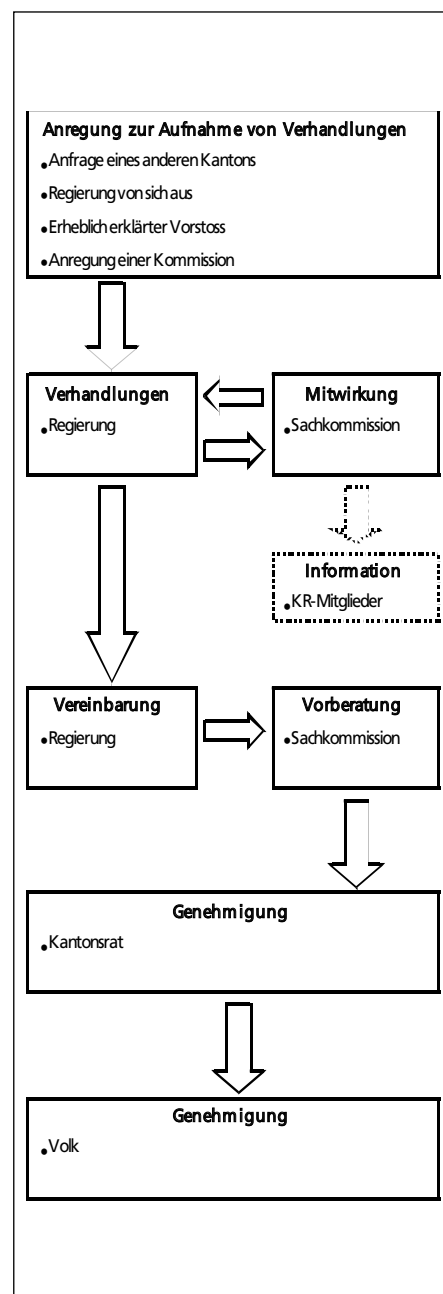 Anregung zur Aufnahme von Verhandlungen
•Anfrage eines anderen Kantons
•Regierung von sich aus
•Erheblich erklärter Vorstoss
•Anregung einer Kommission
Verhandlungen
•Regierung
Mitwirkung
•Sachkommission
Information
•KR-Mitglieder
Vereinbarung
•Regierung
Vorberatung
•Sachkommission
Genehmigung
•Kantonsrat
Genehmigung
•Volk